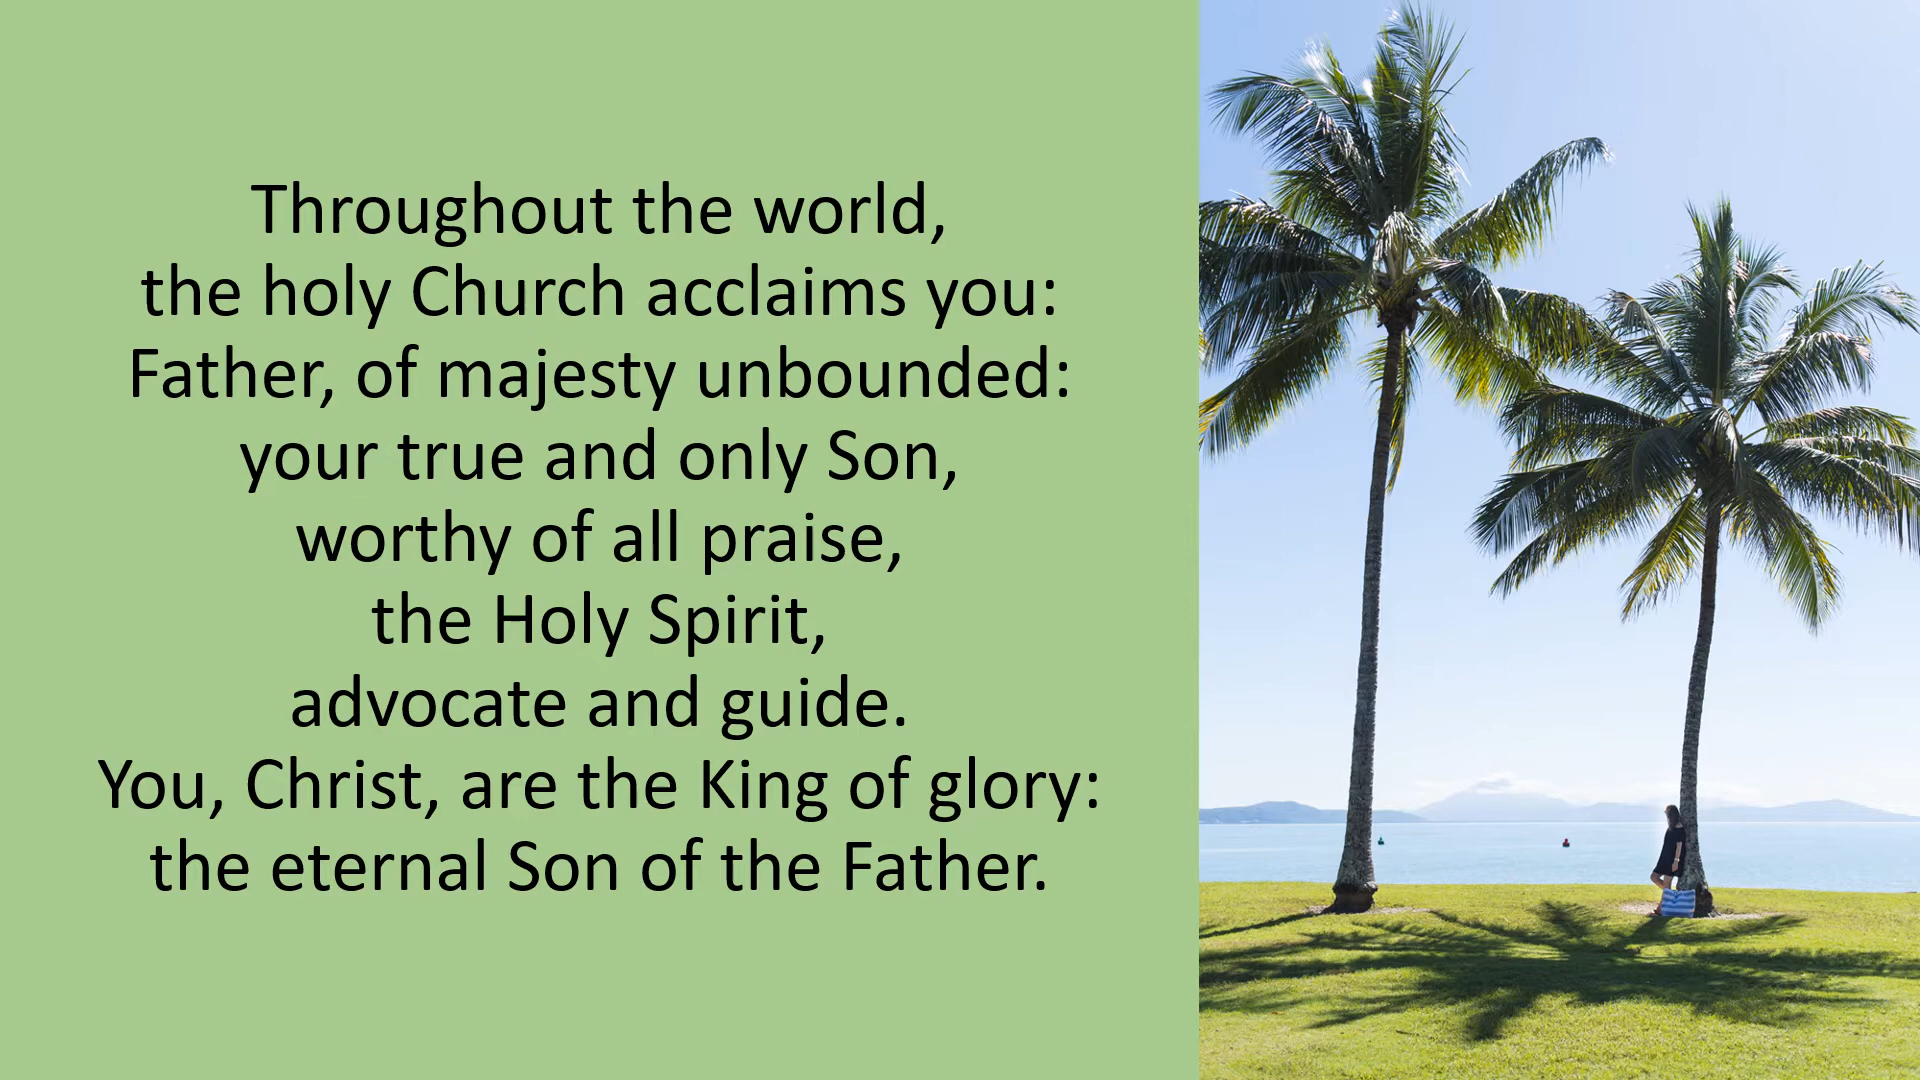 Throughout the world,
the holy Church acclaims you:
Father, of majesty unbounded:
your true and only Son,
worthy of all praise,
the Holy Spirit,
advocate and guide.
You, Christ, are the King of glory:
the eternal Son of the Father.